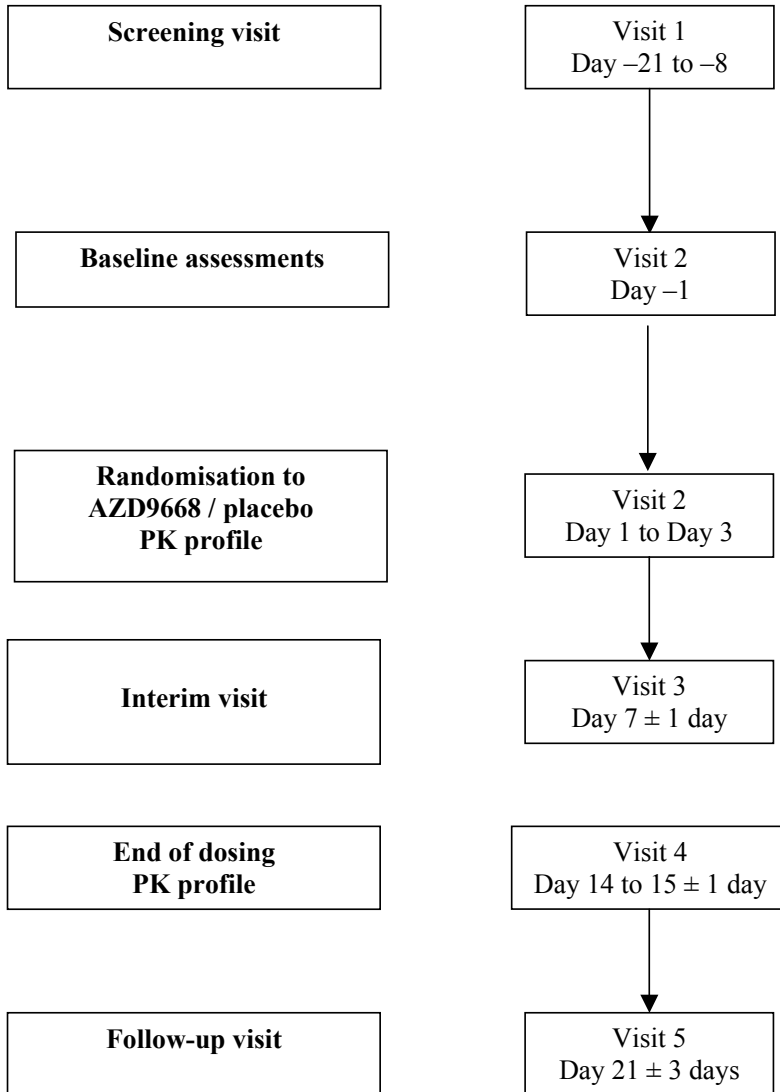 Screening visit
Visit 1
Day –21 to –8
Baseline assessments
Visit 2
Day –1
Randomisation to
AZD9668 / placebo
PK profile
Visit 2
Day 1 to Day 3
Interim visit
Visit 3
Day 7 ± 1 day
End of dosing
PK profile
Visit 4
Day 14 to 15 ± 1 day
Follow-up visit
Visit 5
Day 21 ± 3 days